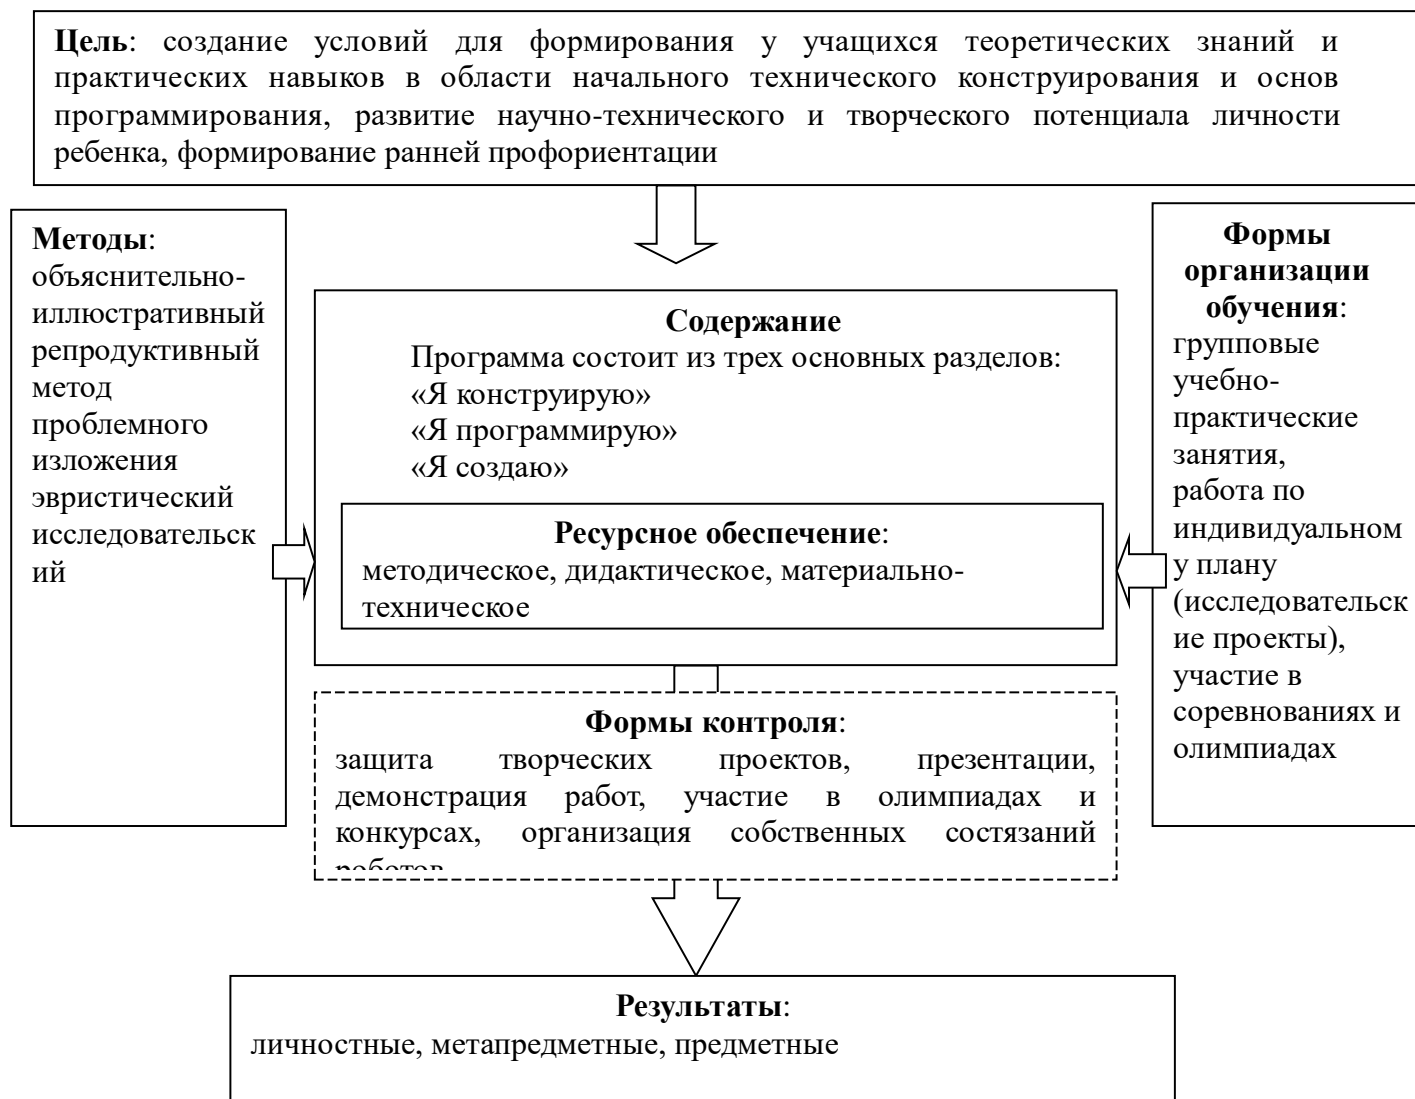 Цель: создание условий для формирования у учащихся теоретических знаний и
практических навыков в области начального технического конструирования и основ
программирования, развитие научно-технического и творческого потенциала личности
ребенка, формирование ранней профориентации
Методы:
объяснительно-
иллюстративный
репродуктивный
метод
проблемного
изложения
эвристический
исследовательск
ий
Содержание
Программа состоит из трех основных разделов:
«Я конструирую»
«Я программирую»
«Я создаю»
Ресурсное обеспечение:
методическое, дидактическое, материально-
техническое
Формы
организации
обучения:
групповые
учебно-
практические
занятия,
работа по
индивидуальном
у плану
(исследовательск
ие проекты),
участие в
соревнованиях и
олимпиадах
Формы контроля:
защита творческих проектов, презентации,
демонстрация работ, участие в олимпиадах и
конкурсах, организация собственных состязаний
роботов
Результаты:
личностные, метапредметные, предметные